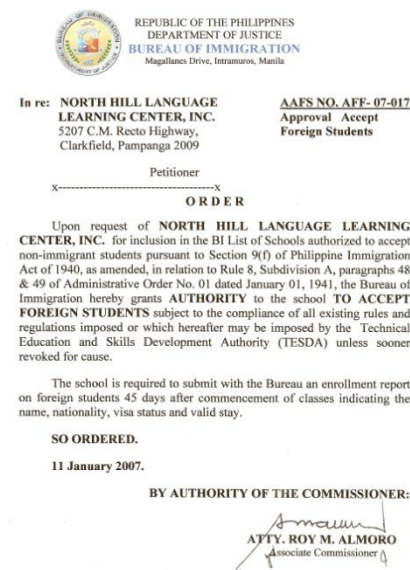 REPUBLIC OF THE PHILIPPINES
DEPARTMENT OF JUSTICE
BUREAU OF IMMIGRATION
Magallanes Drive, Intramuros, Manila
In re: NORTH HILL LANGUAGE
LEARNING CENTER, INC.
5207 C.M. Recto Highway,
Clarkfield, Pampanga 2009
AAFS NO. AFF- 07-017
Approval Accept
Foreign Students
Petitioner
x-------------------------------------x
O R D E R
Upon request of NORTH HILL LANGUAGE LEARNING
CENTER, INC. for inclusion in the BI List of Schools authorized to accept
non-immigrant students pursuant to Section 9(f) of Philippine Immigration
Act of 1940, as amended, in relation to Rule 8, Subdivision A, paragraphs 48
& 49 of Administrative Order No. 01 dated January 01, 1941, the Bureau of
Immigration hereby grants AUTHORITY to the school TO ACCEPT
FOREIGN STUDENTS subject to the compliance of all existing rules and
regulations imposed or which hereafter may be imposed by the Technical
Education and Skills Development Authority (TESDA) unless sooner
revoked for cause.
The school is required to submit with the Bureau an enrollment report
on foreign students 45 days after commencement of classes indicating the
name, nationality, visa status and valid stay.
SO ORDERED.
11 January 2007.
BY AUTHORITY OF THE COMMISSIONER:
ATTY. ROY M. ALMORO
Associate Commissioner